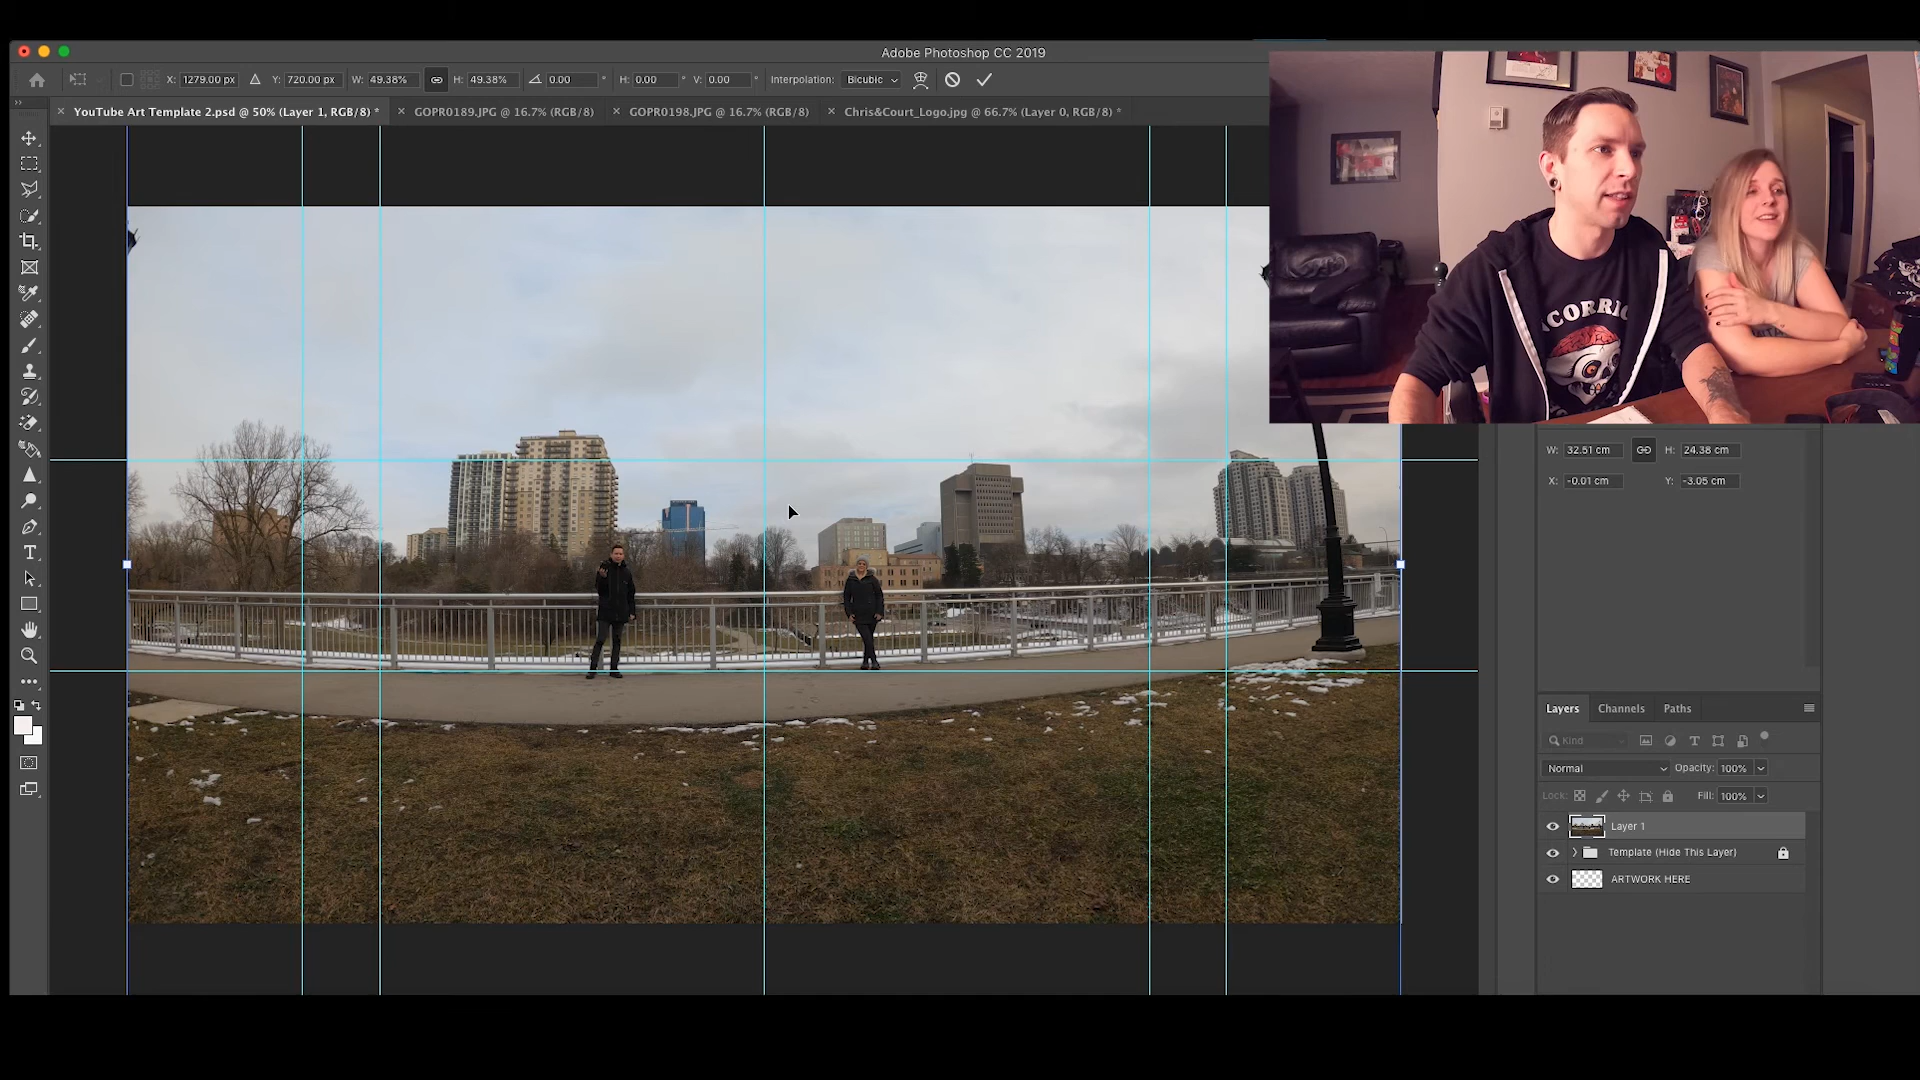 Adobe Photoshop CC 2019
X: 1279.00 px Y: 720.00 px W: 49.38% H: 49.38% 0.00 ° H: 0.00 ° V: 0.00 ° Interpolation: Bicubic
YouTube Art Template 2.psd @ 50% (Layer 1, RGB/8) * GOPR0189.JPG @ 16.7% (RGB/8) GOPR0198.JPG @ 16.7% (RGB/8) Chris&Court_Logo.jpg @ 66.7% (Layer 0, RGB/8) *
W: 32.51 cm H: 24.38 cm
X: -0.01 cm Y: -3.05 cm
Layers Channels Paths
Kind
Normal Opacity: 100%
Lock: Fill: 100%
Layer 1
Template (Hide This Layer)
ARTWORK HERE